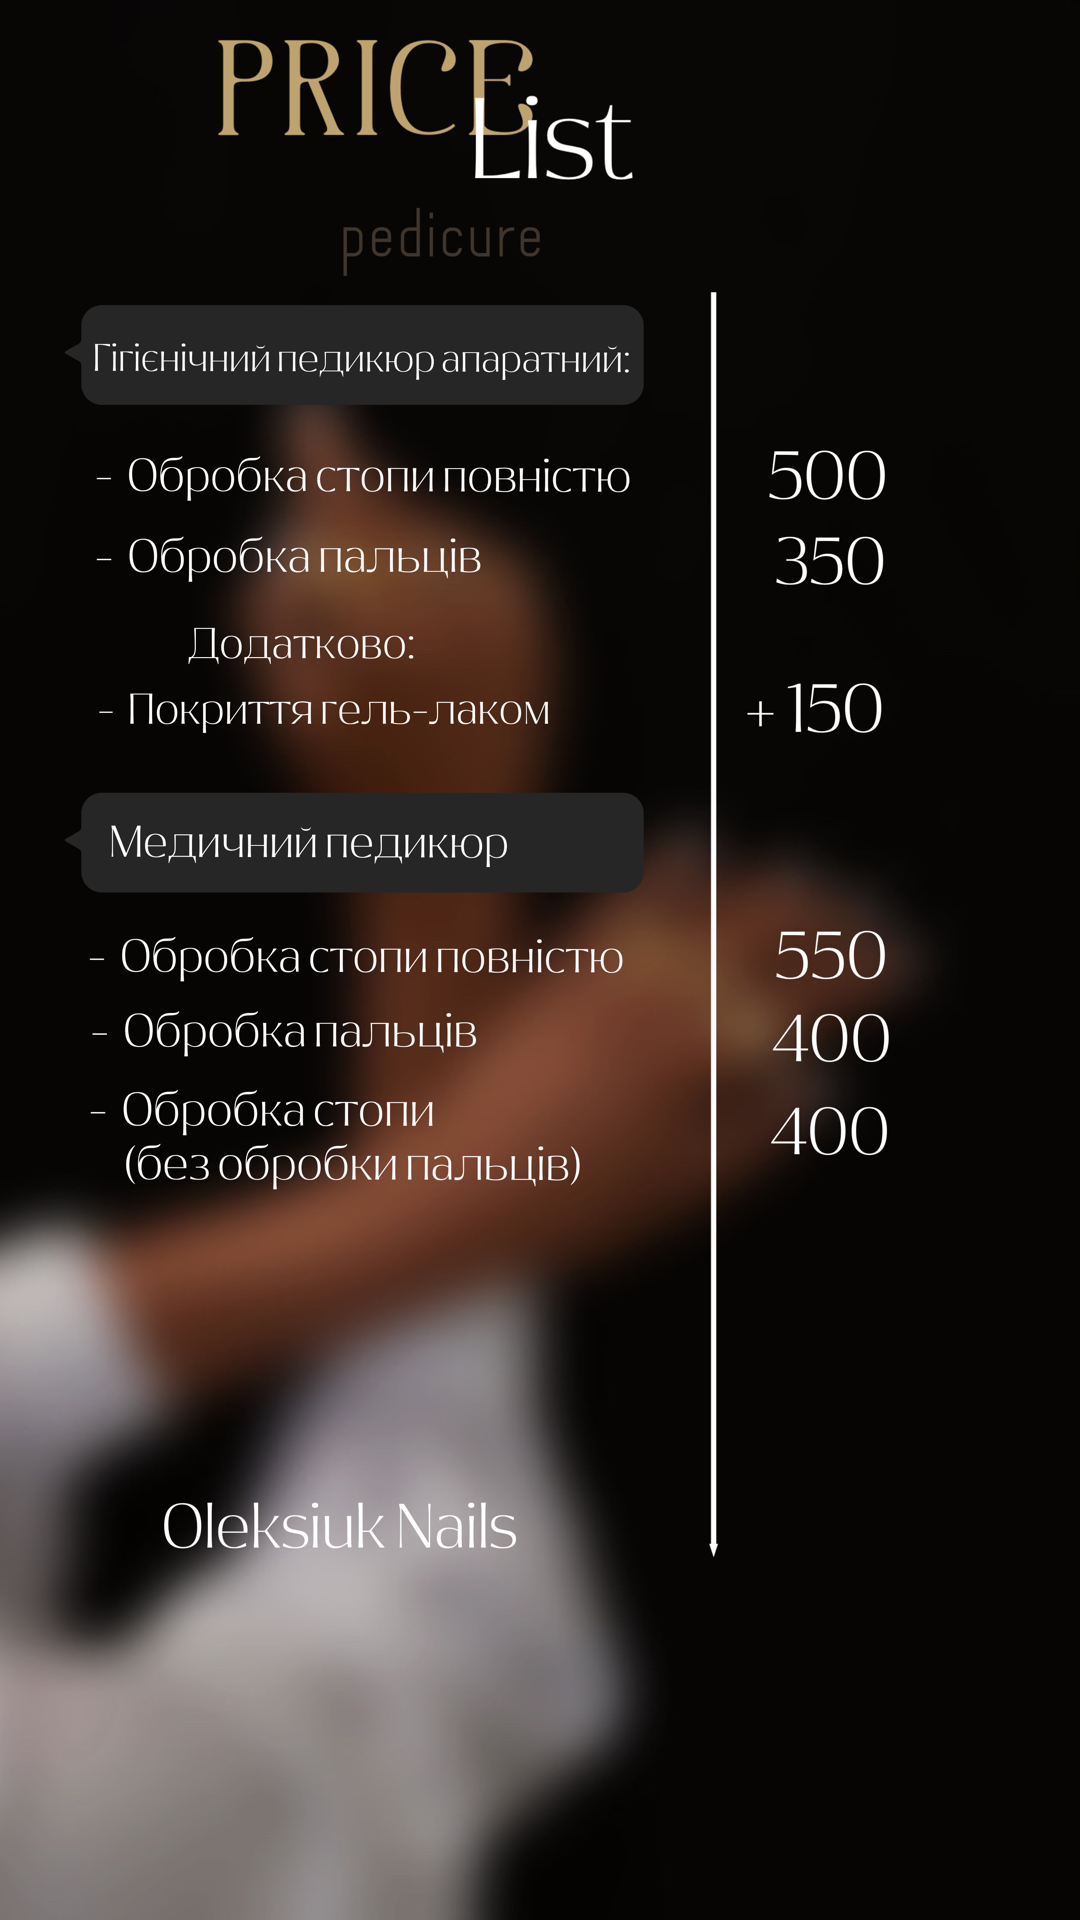 PRICE
List
pedicure
Гігієнічний педикюр апаратний:
- Обробка стопи повністю 500
- Обробка пальців 350
Додатково:
- Покриття гель-лаком + 150
Медичний педикюр
- Обробка стопи повністю 550
- Обробка пальців 400
- Обробка стопи
(без обробки пальців) 400
Oleksiuk Nails